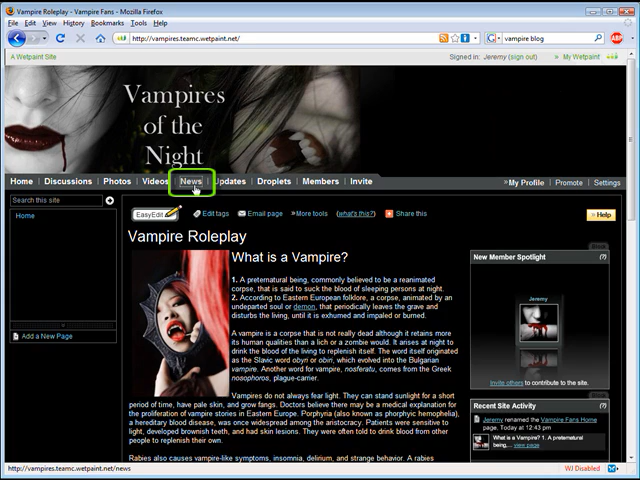 Vampire Roleplay - Vampire Fans - Mozilla Firefox
File Edit View History Bookmarks Tools Help
http://vampires.teamc.wetpaint.net/
vampire blog
ABP
A Wetpaint Site
Signed in: Jeremy (sign out)
My Wetpaint
Vampires
of the
Night
Home | Discussions | Photos | Videos | News | Updates | Droplets | Members | Invite
»My Profile | Promote | Settings
Search this site
EasyEdit
Edit tags
Email page
»More tools
(what's this?)
Share this
»Help
Home
Add a New Page
Vampire Roleplay
What is a Vampire?
1. A preternatural being, commonly believed to be a reanimated
corpse, that is said to suck the blood of sleeping persons at night.
2. According to Eastern European folklore, a corpse, animated by an
undeparted soul or demon, that periodically leaves the grave and
disturbs the living, until it is exhumed and impaled or burned.
A vampire is a corpse that is not really dead although it retains more
its human qualities than a lich or a zombie would. It arises at night to
drink the blood of the living to replenish itself. The word itself originated
as the Slavic word obyri or obiri, which evolved into the Bulgarian
vampire. Another word for vampire, nosferatu, comes from the Greek
nosophoros, plague-carrier.
Vampires do not always fear light. They can stand sunlight for a short
period of time, have pale skin, and grow fangs. Doctors believe there may be a medical explanation for
the proliferation of vampire stories in Eastern Europe. Porphyria (also known as porphyric hemophelia),
a hereditary blood disease, was once widespread among the aristocracy. Patients were sensitive to
light, developed brownish teeth, and had skin lesions. They were often told to drink blood from other
people to replenish their own.
Rabies also causes vampire-like symptoms, insomnia, delirium, and strange behavior. A rabies
New Member Spotlight
(?)
Jeremy
Invite others to contribute to the site.
Recent Site Activity
(?)
Jeremy renamed the Vampire Fans Home
page, Today at 12:43 pm
What is a Vampire? 1. A preternatural
being,... view page
http://vampires.teamc.wetpaint.net/news
WJ Disabled